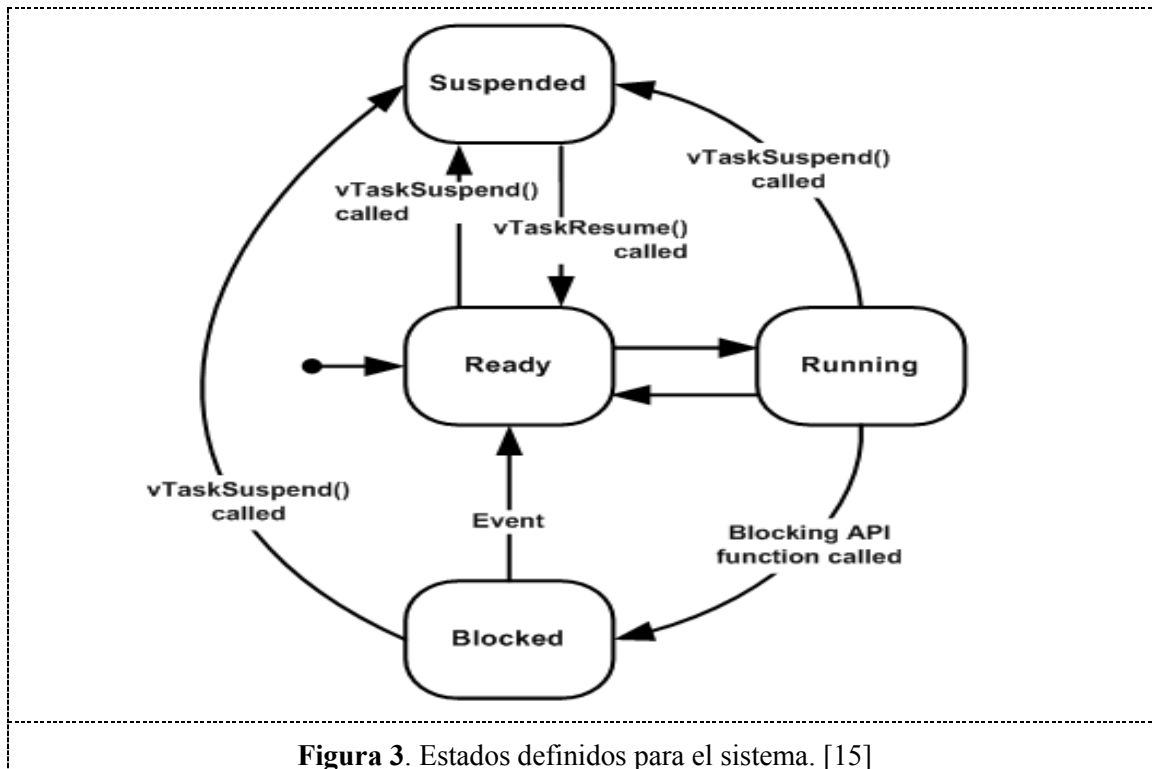 Suspended
vTaskSuspend()
called
vTaskSuspend()
called
vTaskResume()
called
Ready
Running
vTaskSuspend()
called
Event
Blocking API
function called
Blocked
Figura 3. Estados definidos para el sistema. [15]